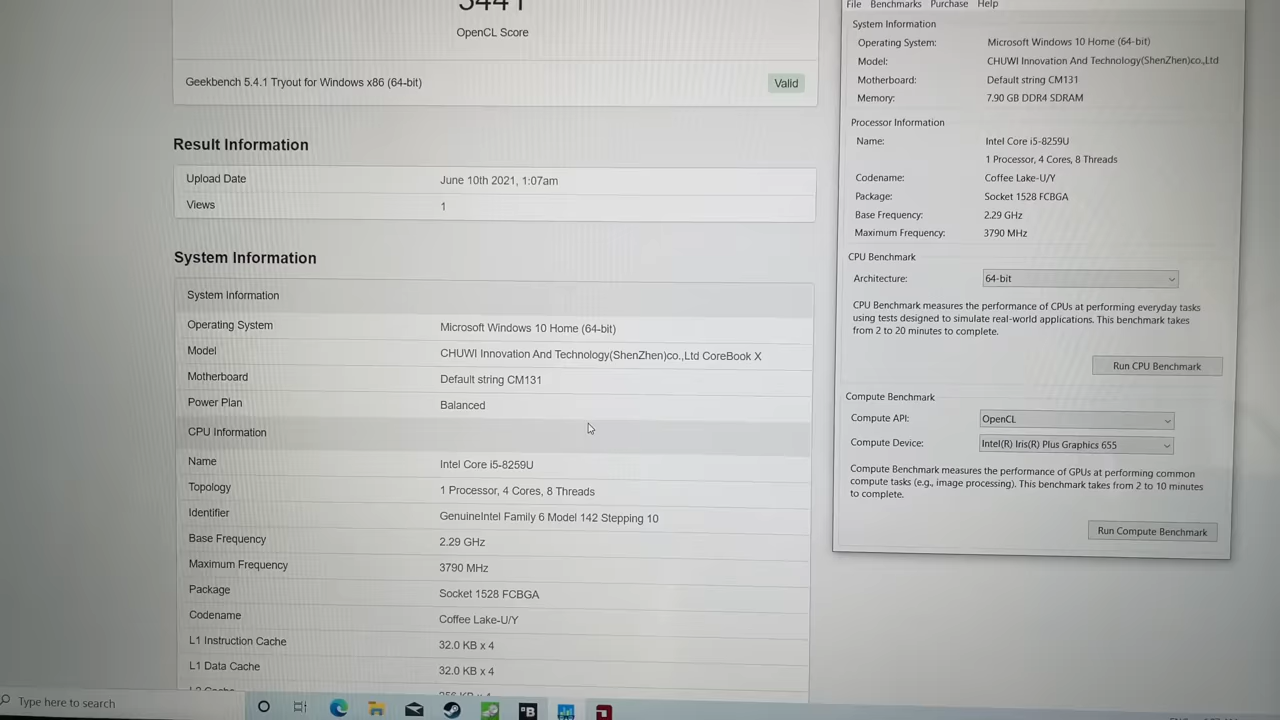 OpenCL Score
Geekbench 5.4.1 Tryout for Windows x86 (64-bit)
Valid
Result Information
Upload Date June 10th 2021, 1:07am
Views 1
System Information
System Information
Operating System Microsoft Windows 10 Home (64-bit)
Model CHUWI Innovation And Technology(ShenZhen)co.,Ltd CoreBook X
Motherboard Default string CM131
Power Plan Balanced
CPU Information
Name Intel Core i5-8259U
Topology 1 Processor, 4 Cores, 8 Threads
Identifier GenuineIntel Family 6 Model 142 Stepping 10
Base Frequency 2.29 GHz
Maximum Frequency 3790 MHz
Package Socket 1528 FCBGA
Codename Coffee Lake-U/Y
L1 Instruction Cache 32.0 KB x 4
L1 Data Cache 32.0 KB x 4
File Benchmarks Purchase Help
System Information
Operating System: Microsoft Windows 10 Home (64-bit)
Model: CHUWI Innovation And Technology(ShenZhen)co.,Ltd
Motherboard: Default string CM131
Memory: 7.90 GB DDR4 SDRAM
Processor Information
Name: Intel Core i5-8259U
1 Processor, 4 Cores, 8 Threads
Codename: Coffee Lake-U/Y
Package: Socket 1528 FCBGA
Base Frequency: 2.29 GHz
Maximum Frequency: 3790 MHz
CPU Benchmark
Architecture: 64-bit
CPU Benchmark measures the performance of CPUs at performing everyday tasks
using tests designed to simulate real-world applications. This benchmark takes
from 2 to 20 minutes to complete.
Run CPU Benchmark
Compute Benchmark
Compute API: OpenCL
Compute Device: Intel(R) Iris(R) Plus Graphics 655
Compute Benchmark measures the performance of GPUs at performing common
compute tasks (e.g., image processing). This benchmark takes from 2 to 10 minutes
to complete.
Run Compute Benchmark
Type here to search